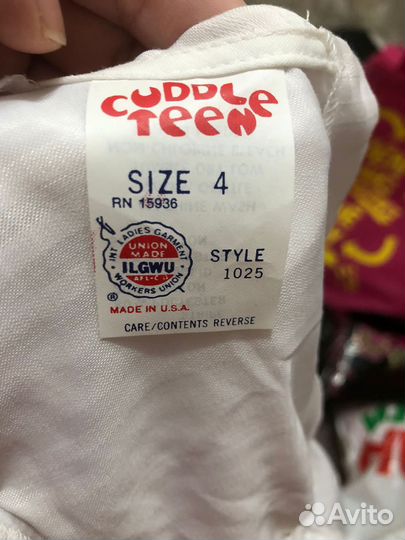 CUDDLE
TEEN
SIZE 4
RN 15936
INT LADIES GARMENT
UNION
MADE
ILGWU
AFL-CIO
WORKERS UNION
®
STYLE
1025
MADE IN U.S.A.
CARE/CONTENTS REVERSE
Avito